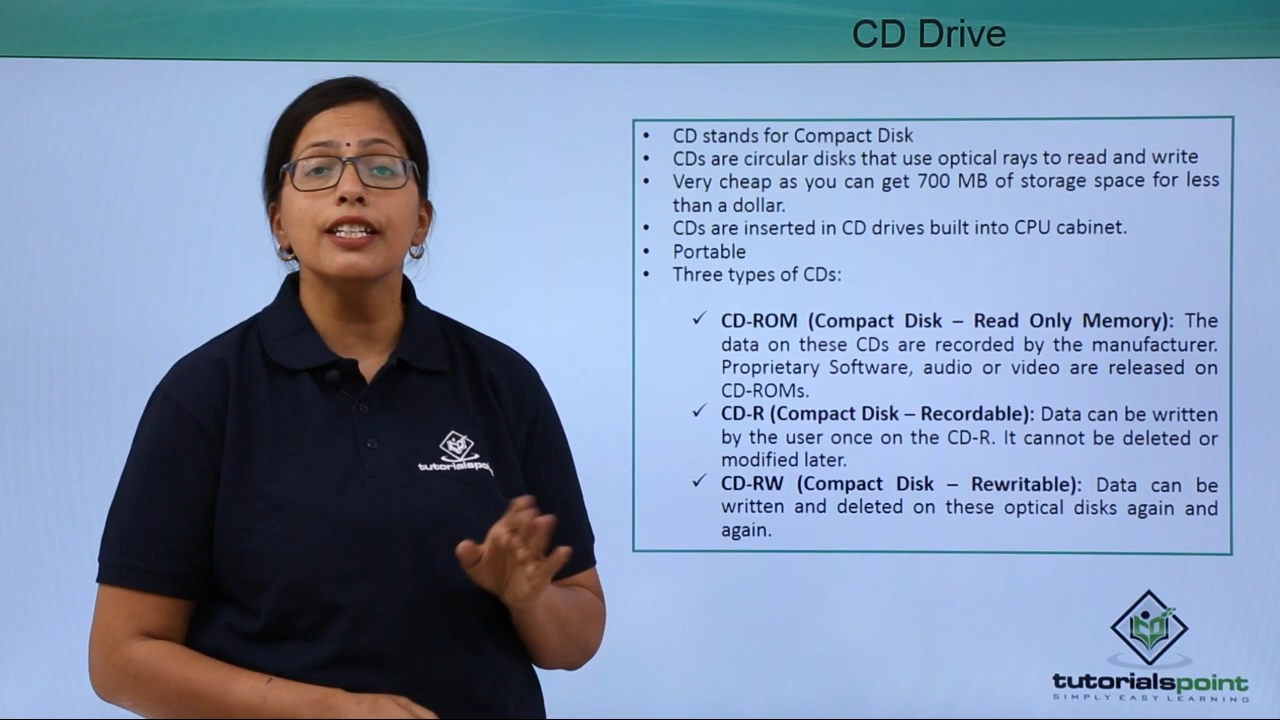 CD Drive
• CD stands for Compact Disk
• CDs are circular disks that use optical rays to read and write
• Very cheap as you can get 700 MB of storage space for less
than a dollar.
• CDs are inserted in CD drives built into CPU cabinet.
• Portable
• Three types of CDs:
✓ CD-ROM (Compact Disk – Read Only Memory): The
data on these CDs are recorded by the manufacturer.
Proprietary Software, audio or video are released on
CD-ROMs.
✓ CD-R (Compact Disk – Recordable): Data can be written
by the user once on the CD-R. It cannot be deleted or
modified later.
✓ CD-RW (Compact Disk – Rewritable): Data can be
written and deleted on these optical disks again and
again.
tutorialspoint
tutorialspoint
SIMPLY EASY LEARNING